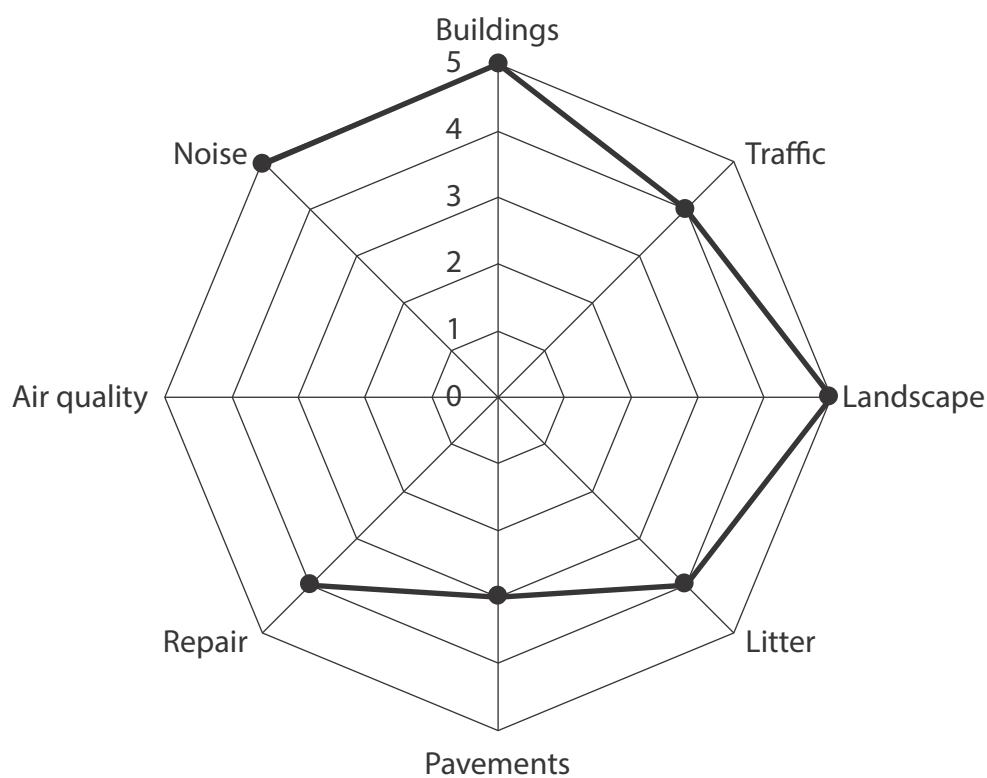 Buildings
5
4
Noise
Traffic
3
2
1
Air quality
0
Landscape
Repair
Litter
Pavements